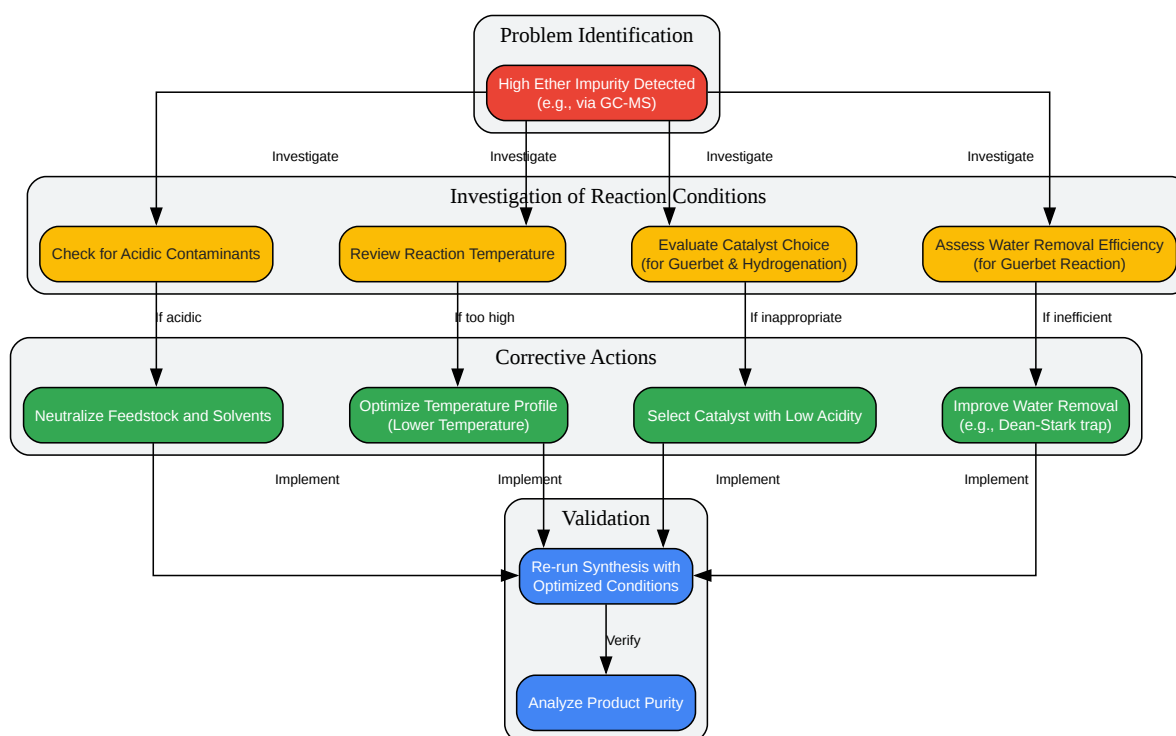 Problem Identification
High Ether Impurity Detected
(e.g., via GC-MS)
Investigate
Investigate
Investigate
Investigate
Investigation of Reaction Conditions
Check for Acidic Contaminants
Review Reaction Temperature
Evaluate Catalyst Choice
(for Guerbet & Hydrogenation)
Assess Water Removal Efficiency
(for Guerbet Reaction)
If acidic
If too high
If inappropriate
If inefficient
Corrective Actions
Neutralize Feedstock and Solvents
Optimize Temperature Profile
(Lower Temperature)
Select Catalyst with Low Acidity
Improve Water Removal
(e.g., Dean-Stark trap)
Implement
Implement
Implement
Implement
Validation
Re-run Synthesis with
Optimized Conditions
Verify
Analyze Product Purity